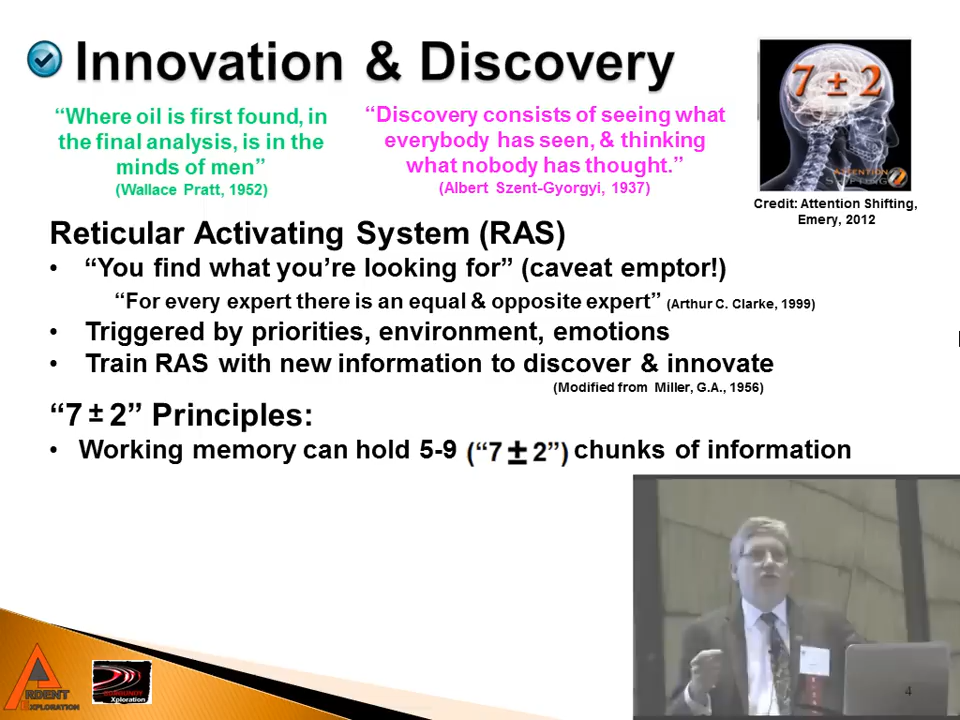 Innovation & Discovery
“Where oil is first found, in
the final analysis, is in the
minds of men”
(Wallace Pratt, 1952)
“Discovery consists of seeing what
everybody has seen, & thinking
what nobody has thought.”
(Albert Szent-Gyorgyi, 1937)
7 ± 2
ATTENTION
SHIFTING
Credit: Attention Shifting,
Emery, 2012
Reticular Activating System (RAS)
• “You find what you’re looking for” (caveat emptor!)
“For every expert there is an equal & opposite expert” (Arthur C. Clarke, 1999)
• Triggered by priorities, environment, emotions
• Train RAS with new information to discover & innovate
(Modified from Miller, G.A., 1956)
“7 ± 2” Principles:
• Working memory can hold 5-9 (“7 ± 2”) chunks of information
ARDENT
EXPLORATION
BURGUNDY
Xploration
4